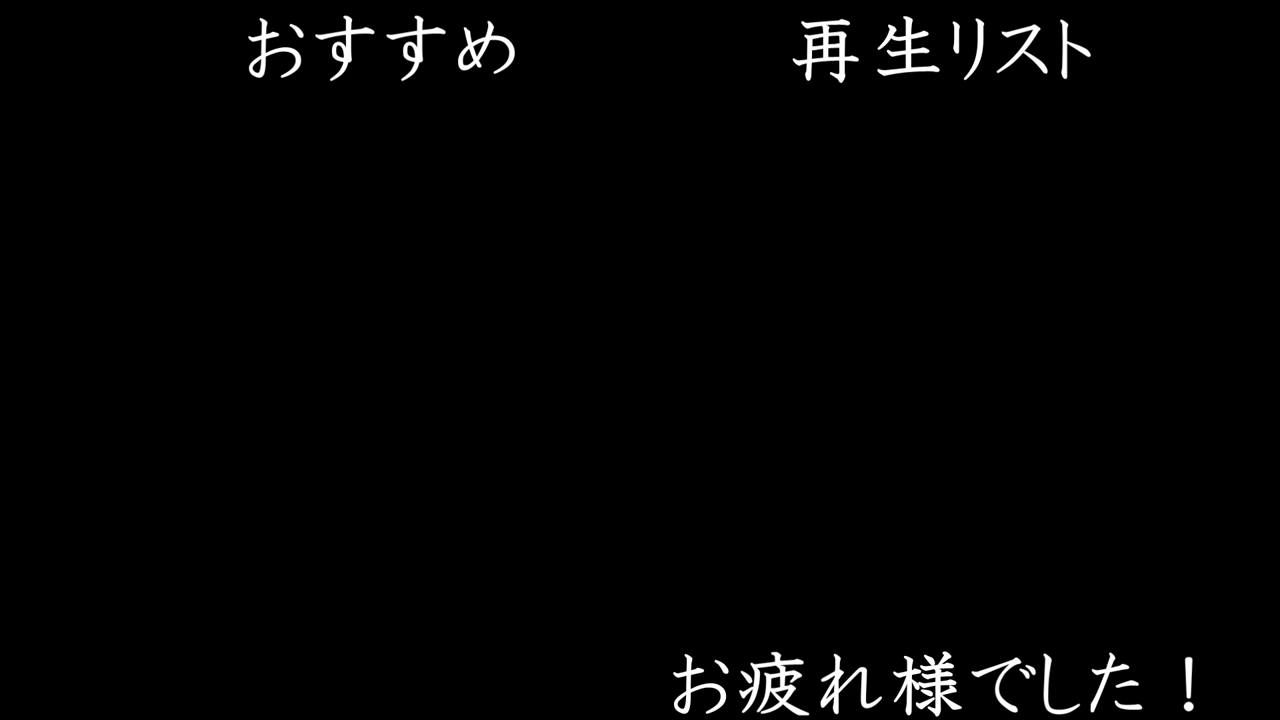 おすすめ
再生リスト
お疲れ様でした！